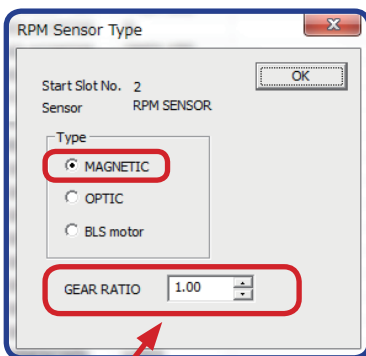 RPM Sensor Type
x
Start Slot No. 2
OK
Sensor RPM SENSOR
Type
MAGNETIC
OPTIC
BLS motor
GEAR RATIO 1.00